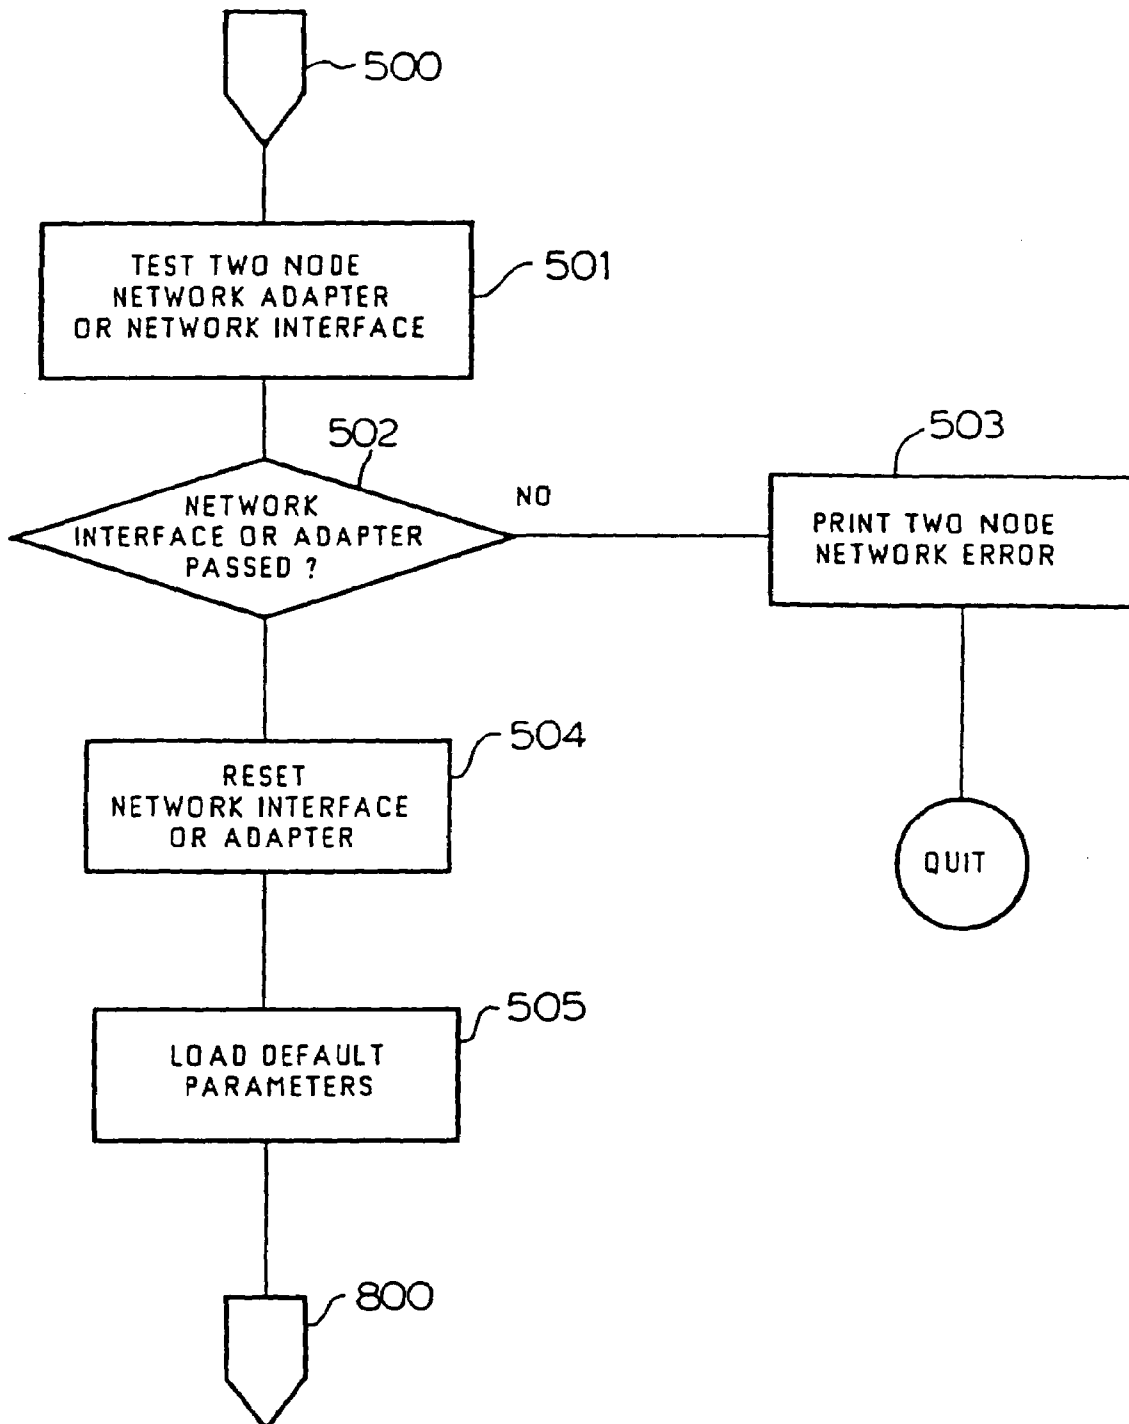 500
TEST TWO NODE
NETWORK ADAPTER
OR NETWORK INTERFACE
501
502
NETWORK
INTERFACE OR ADAPTER
PASSED ?
NO
503
PRINT TWO NODE
NETWORK ERROR
504
RESET
NETWORK INTERFACE
OR ADAPTER
QUIT
505
LOAD DEFAULT
PARAMETERS
800